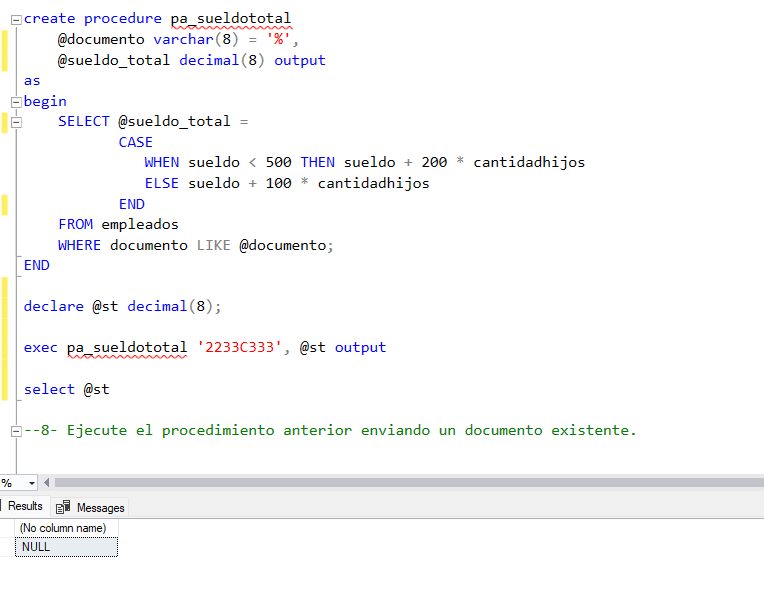 create procedure pa_sueldototal
@documento varchar(8) = '%',
@sueldo_total decimal(8) output
as
begin
SELECT @sueldo_total =
CASE
WHEN sueldo < 500 THEN sueldo + 200 * cantidadhijos
ELSE sueldo + 100 * cantidadhijos
END
FROM empleados
WHERE documento LIKE @documento;
END
declare @st decimal(8);
exec pa_sueldototal '2233C333', @st output
select @st
--8- Ejecute el procedimiento anterior enviando un documento existente.
%
Results Messages
(No column name)
NULL